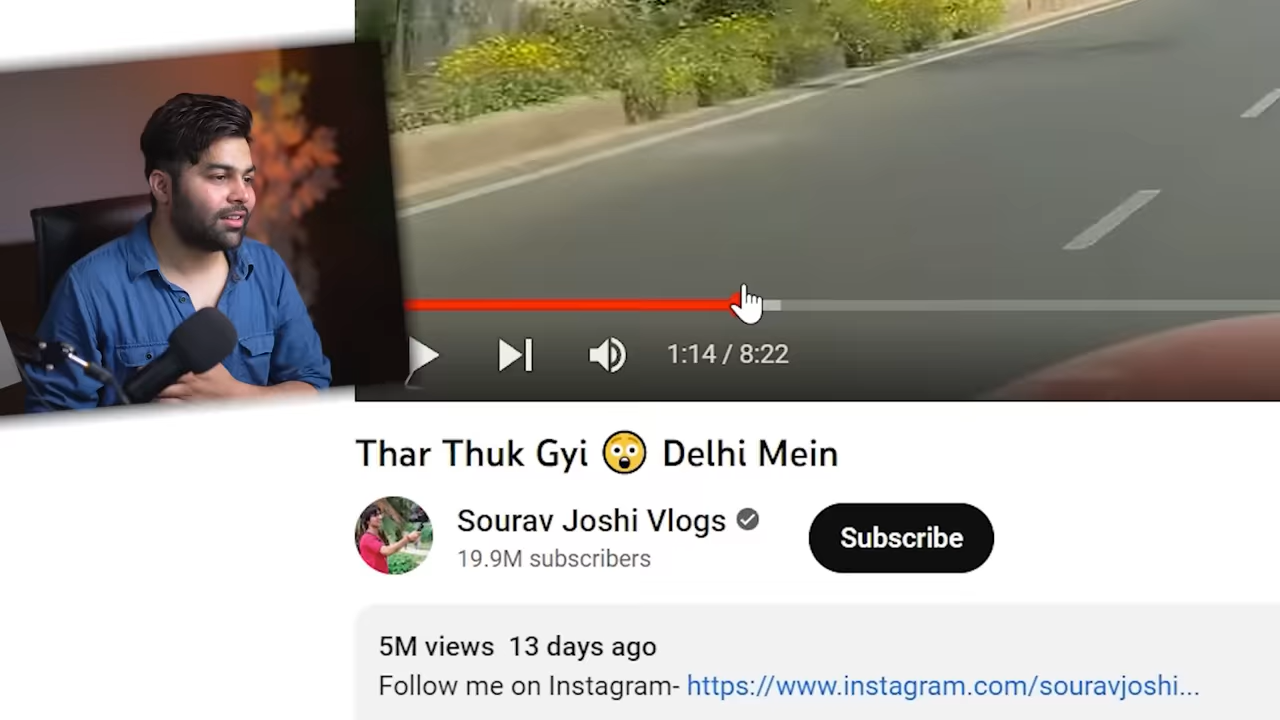 1:14 / 8:22
Thar Thuk Gyi 😲 Delhi Mein
Sourav Joshi Vlogs
19.9M subscribers
Subscribe
5M views 13 days ago
Follow me on Instagram- https://www.instagram.com/souravjoshi...